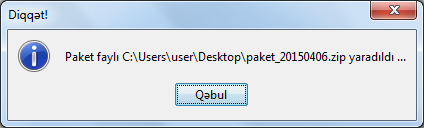 Diqqət!
Paket faylı C:\Users\user\Desktop\paket_20150406.zip yaradıldı ...
Qəbul